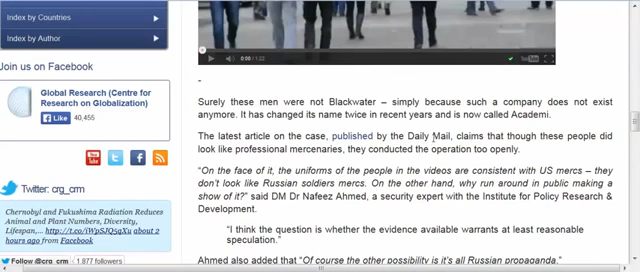 Index by Countries
Index by Author
Join us on Facebook
Global Research (Centre for
Research on Globalization)
Like 40,455
You Tube
Twitter: crg_crm
Chernobyl and Fukushima Radiation Reduces
Animal and Plant Numbers, Diversity,
Lifespan,... http://t.co/iWpSJQ5qXu about 2
hours ago from Facebook
Follow @crg_crm 1,877 followers
0:00 / 1:22 YouTube
-
Surely these men were not Blackwater – simply because such a company does not exist
anymore. It has changed its name twice in recent years and is now called Academi.
The latest article on the case, published by the Daily Mail, claims that though these people did
look like professional mercenaries, they conducted the operation too openly.
“On the face of it, the uniforms of the people in the videos are consistent with US mercs – they
don’t look like Russian soldiers mercs. On the other hand, why run around in public making a
show of it?” said DM Dr Nafeez Ahmed, a security expert with the Institute for Policy Research &
Development.
“I think the question is whether the evidence available warrants at least reasonable
speculation.”
Ahmed also added that “Of course the other possibility is it’s all Russian propaganda.”